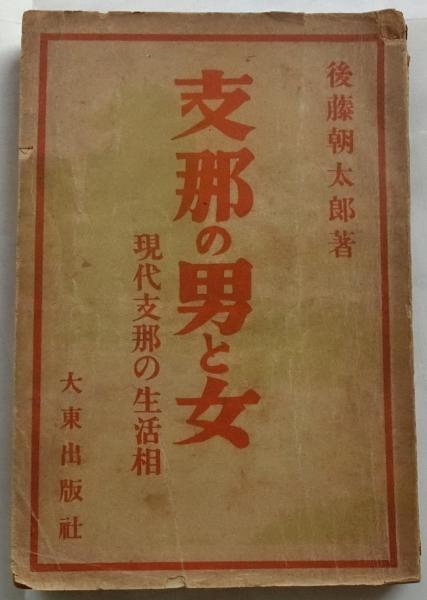 後藤朝太郎著
支那の男と女
現代支那の生活相
大東出版社